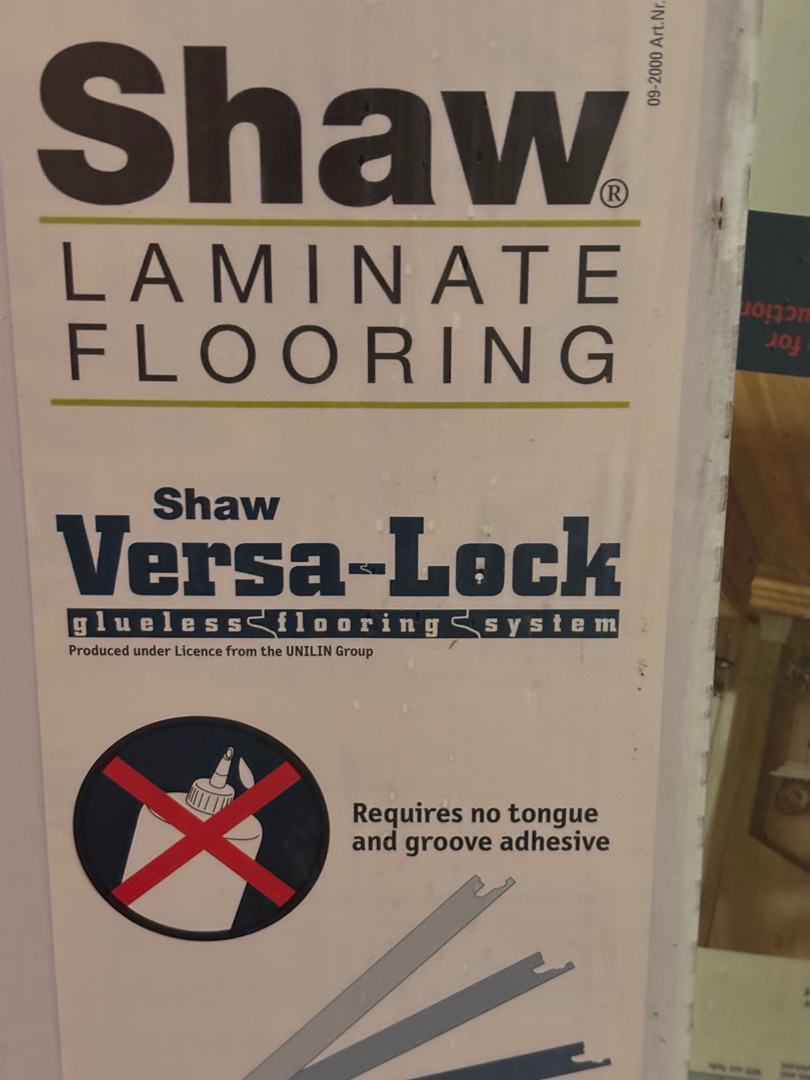 Shaw®
LAMINATE
FLOORING
Shaw
Versa-Lock
glueless flooring system
Produced under Licence from the UNILIN Group
Requires no tongue
and groove adhesive
09-2000 Art.Nr.
for